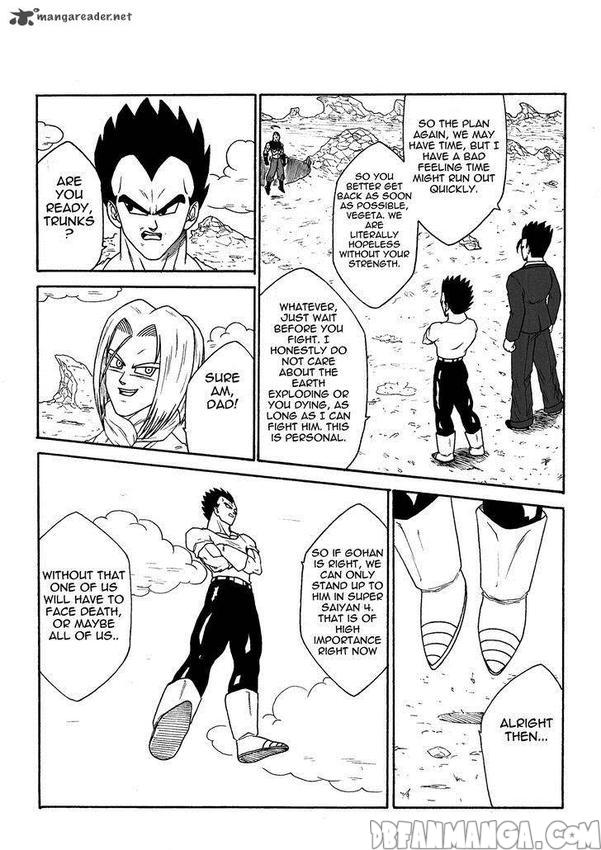 mangareader.net
ARE
YOU
READY,
TRUNKS
?
SO THE PLAN
AGAIN, WE MAY
HAVE TIME, BUT I
HAVE A BAD
FEELING TIME
MIGHT RUN OUT
QUICKLY.
SO YOU
BETTER GET
BACK AS SOON
AS POSSIBLE,
VEGETA. WE
ARE
LITERALLY
HOPELESS
WITHOUT YOUR
STRENGTH.
SURE
AM,
DAD!
WHATEVER,
JUST WAIT
BEFORE YOU
FIGHT. I
HONESTLY DO
NOT CARE
ABOUT THE
EARTH
EXPLODING OR
YOU DYING, AS
LONG AS I CAN
FIGHT HIM. THIS
IS PERSONAL.
WITHOUT THAT
ONE OF US
WILL HAVE TO
FACE DEATH,
OR MAYBE
ALL OF US..
SO IF GOHAN
IS RIGHT, WE
CAN ONLY
STAND UP TO
HIM IN SUPER
SAIYAN 4.
THAT IS OF
HIGH
IMPORTANCE
RIGHT NOW
ALRIGHT
THEN...
DBFANMANGA.COM